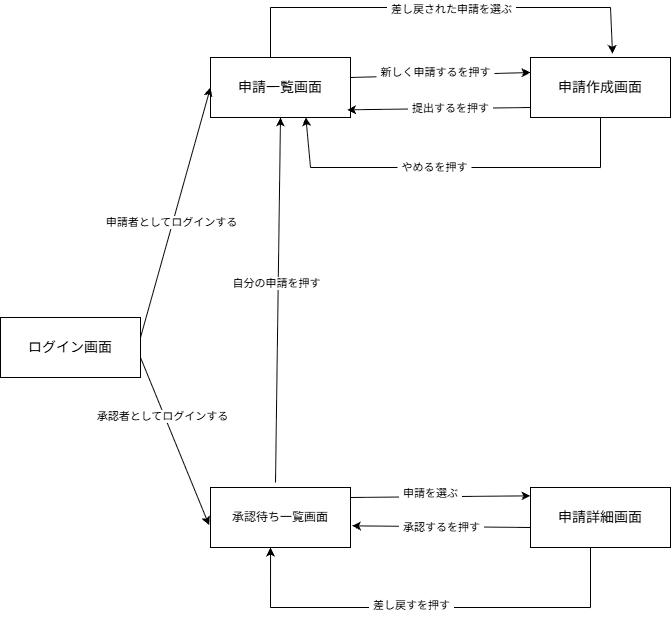 差し戻された申請を選ぶ
申請一覧画面
新しく申請するを押す
申請作成画面
提出するを押す
やめるを押す
申請者としてログインする
自分の申請を押す
ログイン画面
承認者としてログインする
承認待ち一覧画面
申請を選ぶ
申請詳細画面
承認するを押す
差し戻すを押す